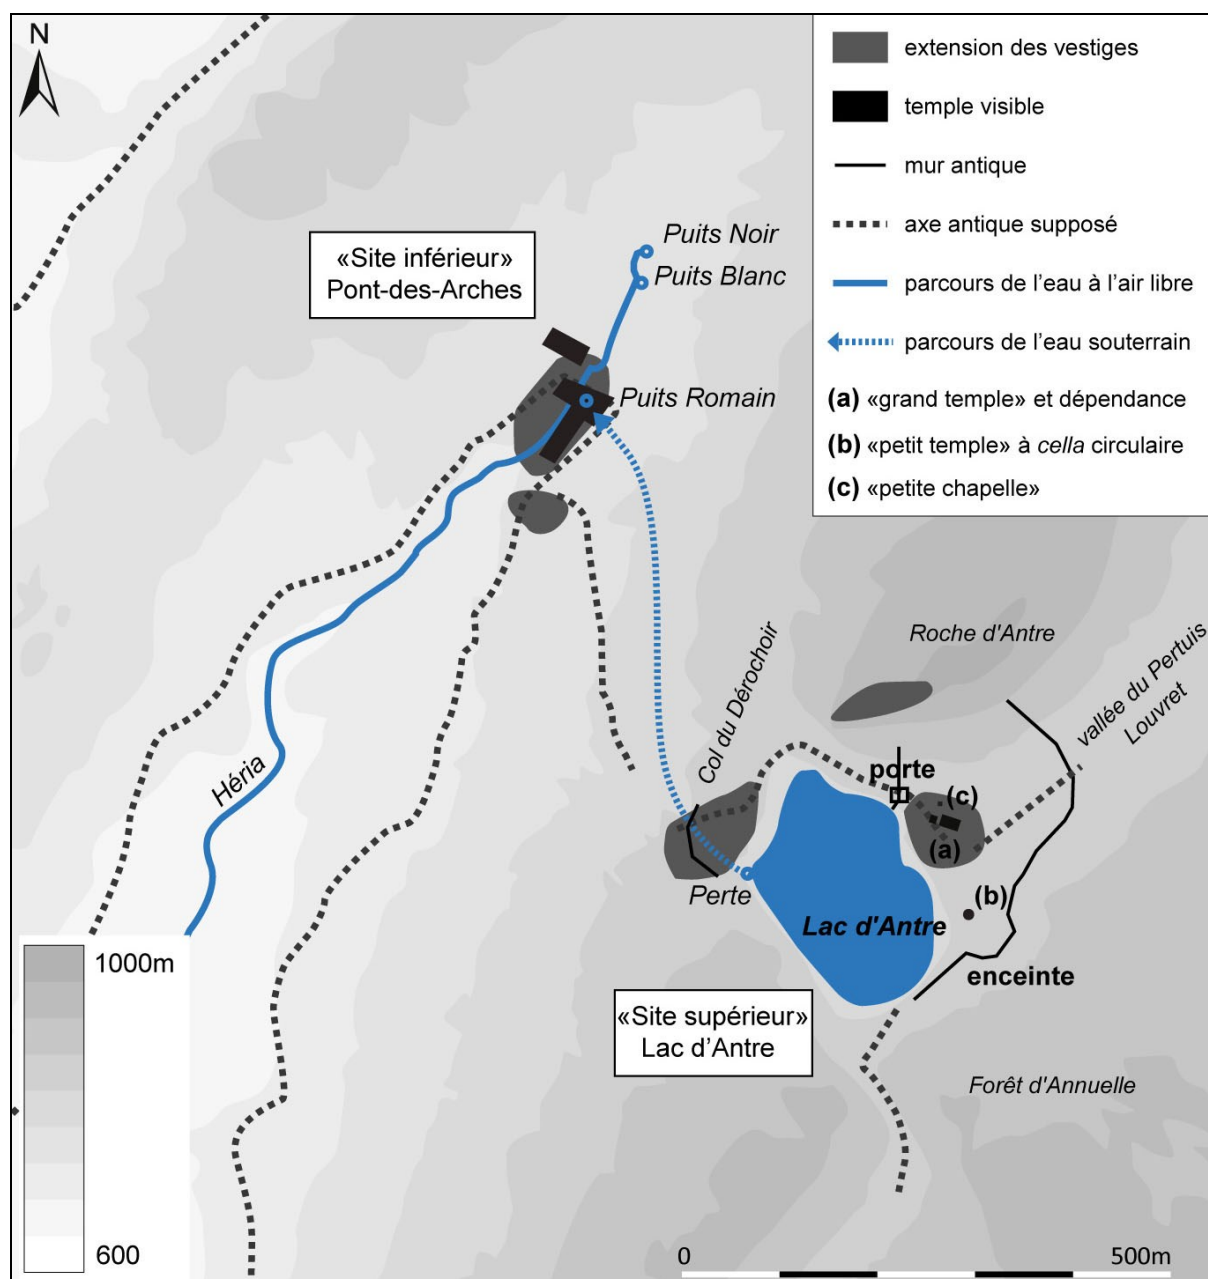 N
extension des vestiges
temple visible
mur antique
axe antique supposé
parcours de l'eau à l'air libre
parcours de l'eau souterrain
(a) «grand temple» et dépendance
(b) «petit temple» à cella circulaire
(c) «petite chapelle»
Puits Noir
«Site inférieur»
Pont-des-Arches
Puits Blanc
Puits Romain
Roche d'Antre
vallée du Pertuis
Louvret
Col du Dérochoir
Héria
porte
(c)
(a)
Perte
(b)
Lac d'Antre
enceinte
1000m
«Site supérieur»
Lac d'Antre
Forêt d'Annuelle
600
0
500m